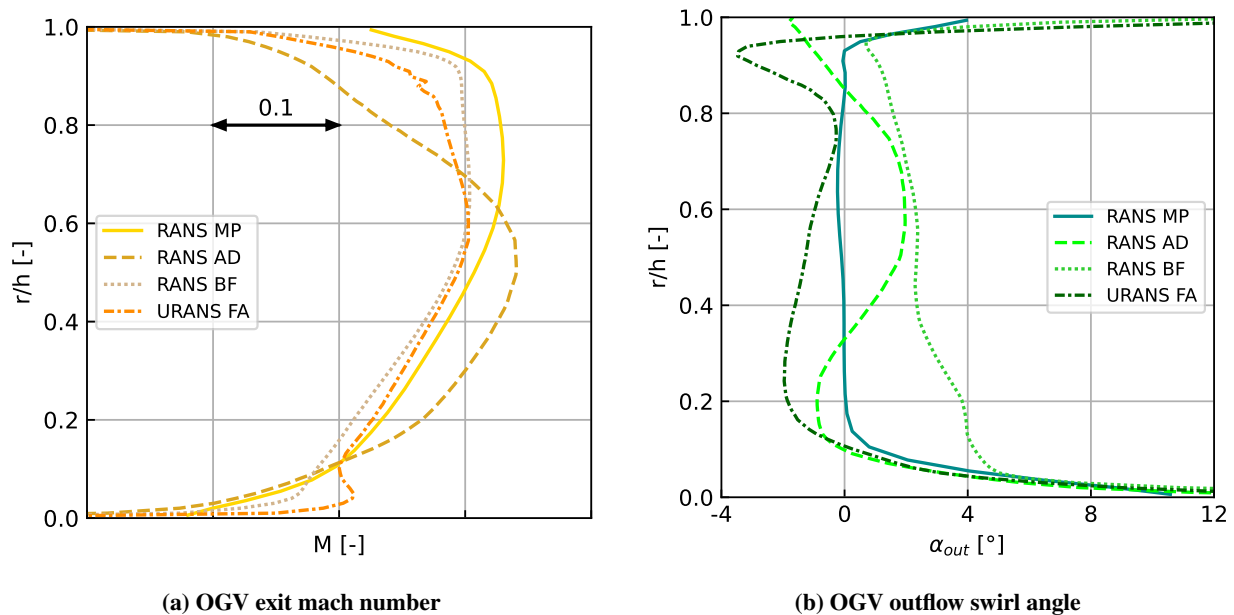 1.0
0.8
0.6
0.4
0.2
0.0
r/h [-]
0.1
RANS MP
RANS AD
RANS BF
URANS FA
M [-]
(a) OGV exit mach number
1.0
0.8
0.6
0.4
0.2
0.0
r/h [-]
RANS MP
RANS AD
RANS BF
URANS FA
-4 0 4 8 12
α_out [°]
(b) OGV outflow swirl angle